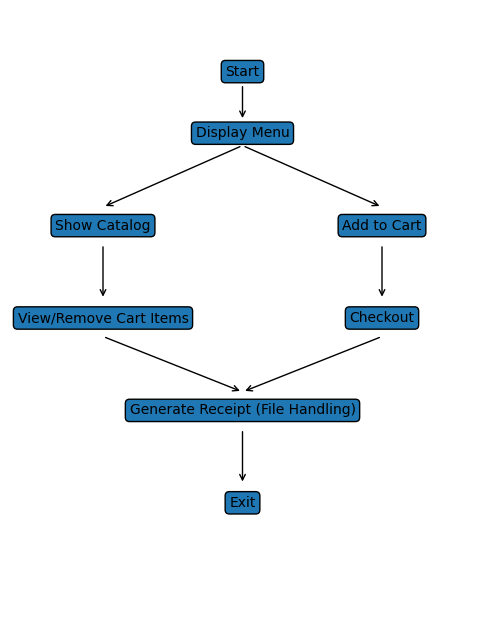 Start
Display Menu
Show Catalog
Add to Cart
View/Remove Cart Items
Checkout
Generate Receipt (File Handling)
Exit